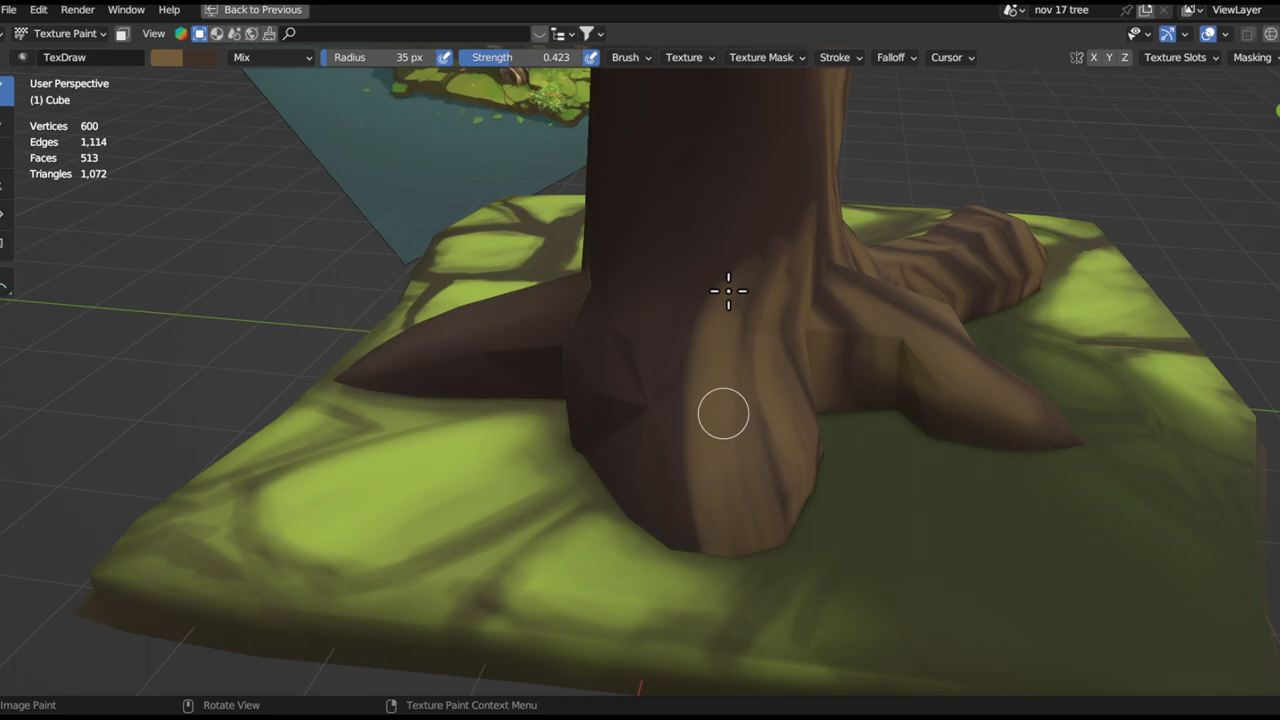 File Edit Render Window Help Back to Previous nov 17 tree ViewLayer
Texture Paint View
TexDraw Mix Radius 35 px Strength 0.423 Brush Texture Texture Mask Stroke Falloff Cursor X Y Z Texture Slots Masking
User Perspective
(1) Cube
Vertices 600
Edges 1,114
Faces 513
Triangles 1,072
Image Paint Rotate View Texture Paint Context Menu